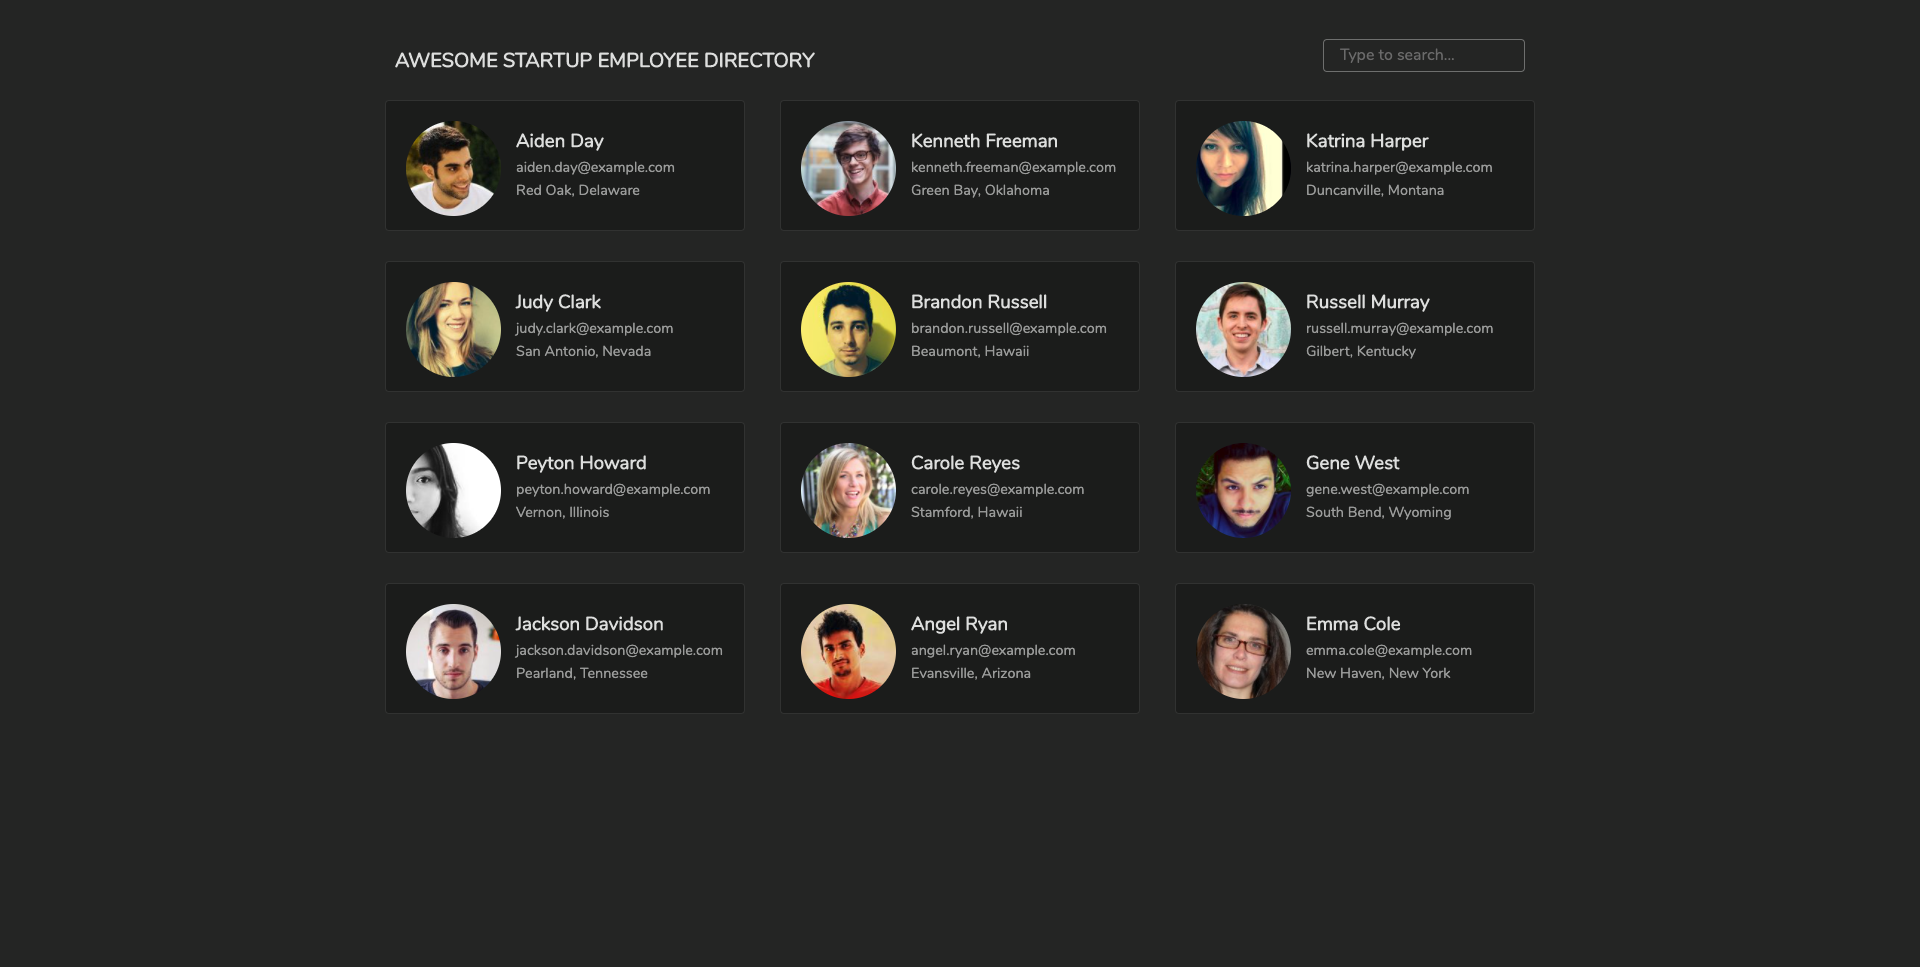 AWESOME STARTUP EMPLOYEE DIRECTORY
Type to search...
Aiden Day
aiden.day@example.com
Red Oak, Delaware
Kenneth Freeman
kenneth.freeman@example.com
Green Bay, Oklahoma
Katrina Harper
katrina.harper@example.com
Duncanville, Montana
Judy Clark
judy.clark@example.com
San Antonio, Nevada
Brandon Russell
brandon.russell@example.com
Beaumont, Hawaii
Russell Murray
russell.murray@example.com
Gilbert, Kentucky
Peyton Howard
peyton.howard@example.com
Vernon, Illinois
Carole Reyes
carole.reyes@example.com
Stamford, Hawaii
Gene West
gene.west@example.com
South Bend, Wyoming
Jackson Davidson
jackson.davidson@example.com
Pearland, Tennessee
Angel Ryan
angel.ryan@example.com
Evansville, Arizona
Emma Cole
emma.cole@example.com
New Haven, New York